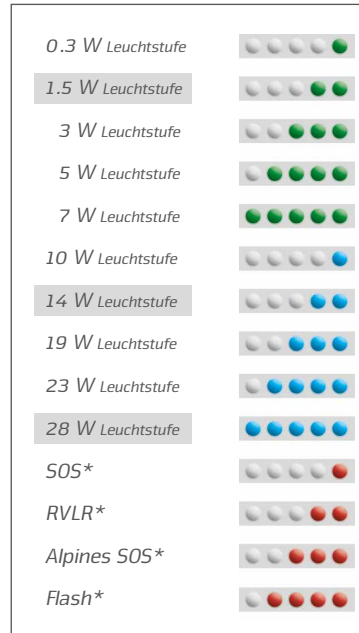 0.3 W Leuchtstufe
1.5 W Leuchtstufe
3 W Leuchtstufe
5 W Leuchtstufe
7 W Leuchtstufe
10 W Leuchtstufe
14 W Leuchtstufe
19 W Leuchtstufe
23 W Leuchtstufe
28 W Leuchtstufe
SOS*
RVLR*
Alpines SOS*
Flash*